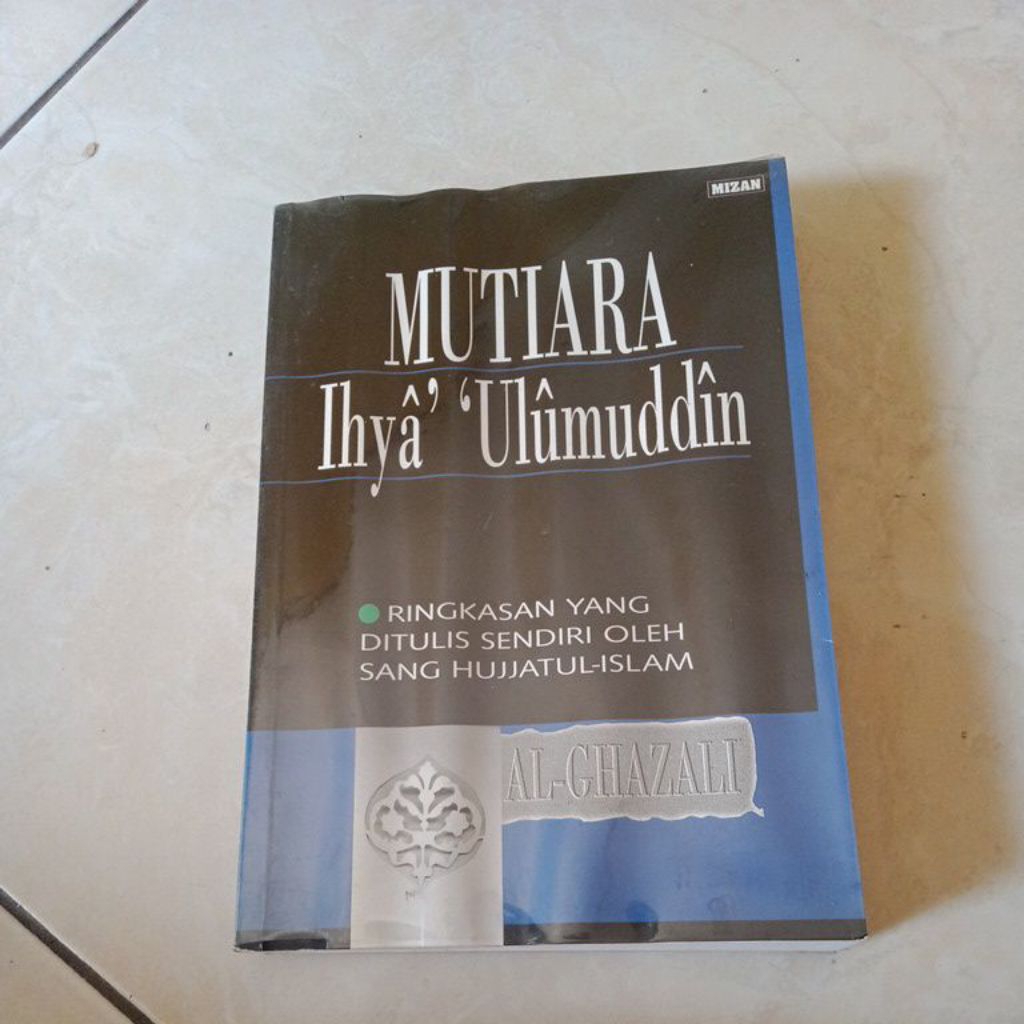 MIZAN
MUTIARA
Ihyâ’ ‘Ulûmuddîn
RINGKASAN YANG
DITULIS SENDIRI OLEH
SANG HUJJATUL-ISLAM
AL-GHAZALI